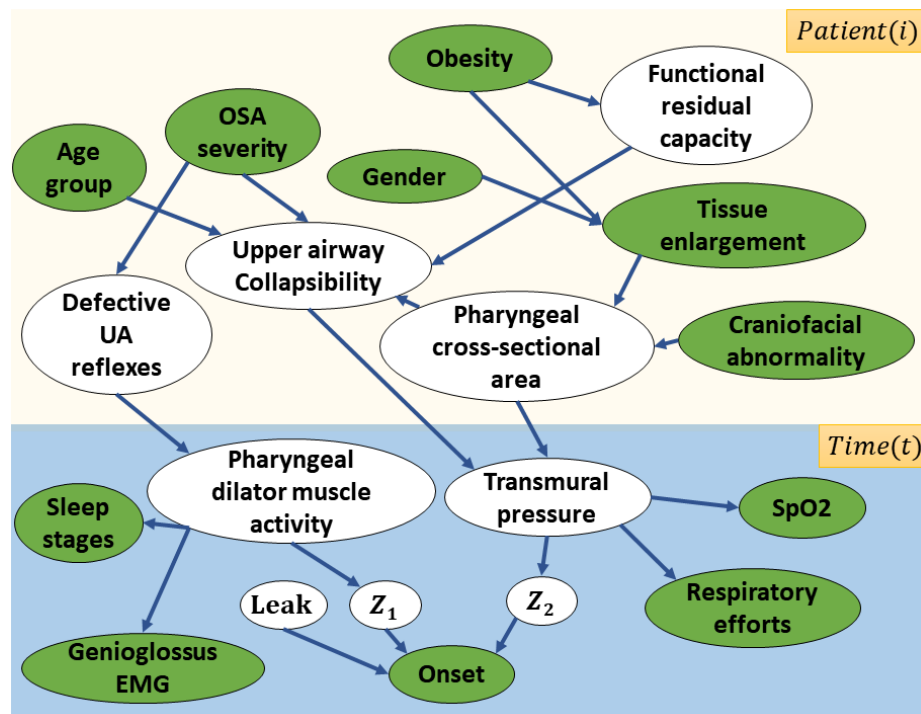 Patient(i)
Obesity
Functional
residual
capacity
OSA
severity
Age
group
Gender
Tissue
enlargement
Upper airway
Collapsibility
Defective
UA
reflexes
Pharyngeal
cross-sectional
area
Craniofacial
abnormality
Time(t)
Pharyngeal
dilator muscle
activity
Transmural
pressure
Sleep
stages
SpO2
Leak
Z₁
Z₂
Respiratory
efforts
Genioglossus
EMG
Onset